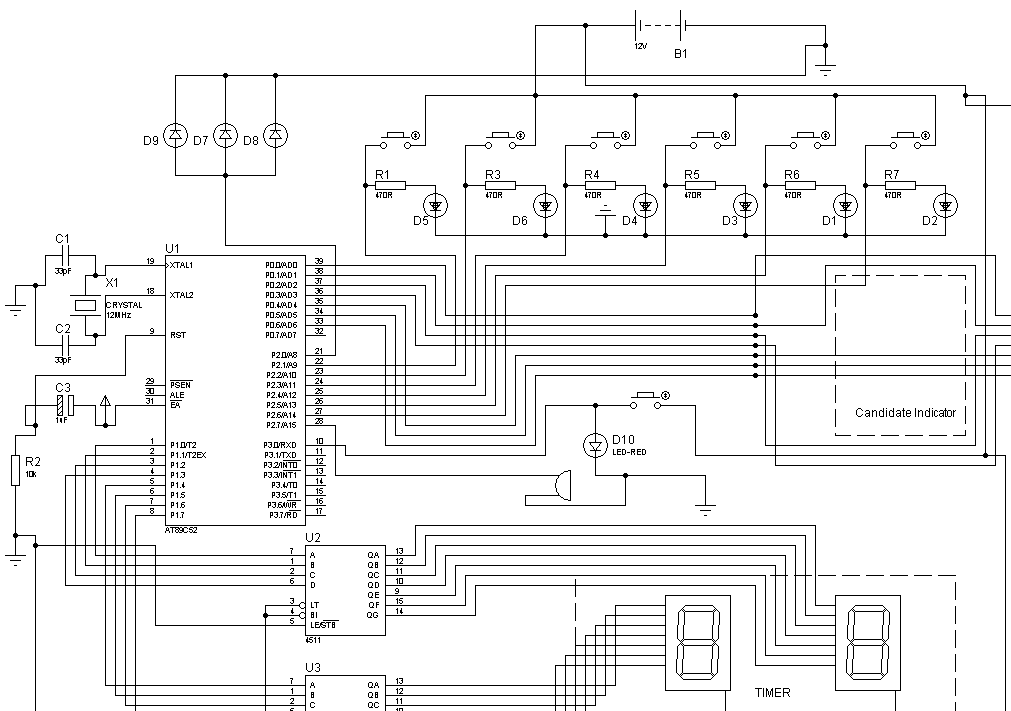 12V
B1
D9 D7 D8
R1 R3 R4 R5 R6 R7
470R 470R 470R 470R 470R 470R
D5 D6 D4 D3 D1 D2
C1
33pF
X1
CRYSTAL
12MHz
C2
33pF
C3
1uF
R2
10k
U1
19 XTAL1 P0.0/AD0 39
P0.1/AD1 38
P0.2/AD2 37
18 XTAL2 P0.3/AD3 36
P0.4/AD4 35
P0.5/AD5 34
P0.6/AD6 33
9 RST P0.7/AD7 32
P2.0/A8 21
P2.1/A9 22
P2.2/A10 23
29 PSEN P2.3/A11 24
30 ALE P2.4/A12 25
31 EA P2.5/A13 26
P2.6/A14 27
P2.7/A15 28
1 P1.0/T2 P3.0/RXD 10
2 P1.1/T2EX P3.1/TXD 11
3 P1.2 P3.2/INT0 12
4 P1.3 P3.3/INT1 13
5 P1.4 P3.4/T0 14
6 P1.5 P3.5/T1 15
7 P1.6 P3.6/WR 16
8 P1.7 P3.7/RD 17
AT89C52
D10
LED-RED
Candidate Indicator
U2
7 A QA 13
1 B QB 12
2 C QC 11
6 D QD 10
QE 9
3 LT QF 15
4 BI QG 14
5 LE/STB
4511
U3
7 A QA 13
1 B QB 12
2 C QC 11
TIMER